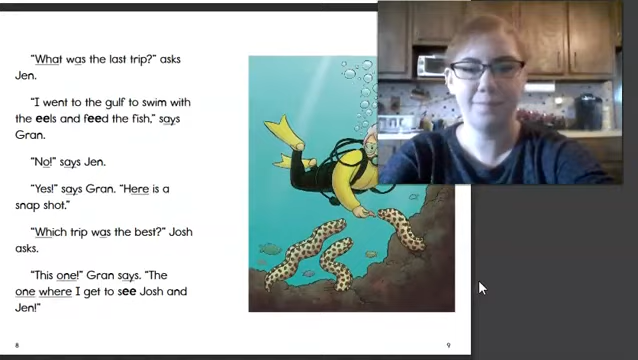 "What was the last trip?" asks
Jen.
"I went to the gulf to swim with
the eels and feed the fish," says
Gran.
"No!" says Jen.
"Yes!" says Gran. "Here is a
snap shot."
"Which trip was the best?" Josh
asks.
"This one!" Gran says. "The
one where I get to see Josh and
Jen!"
8
9